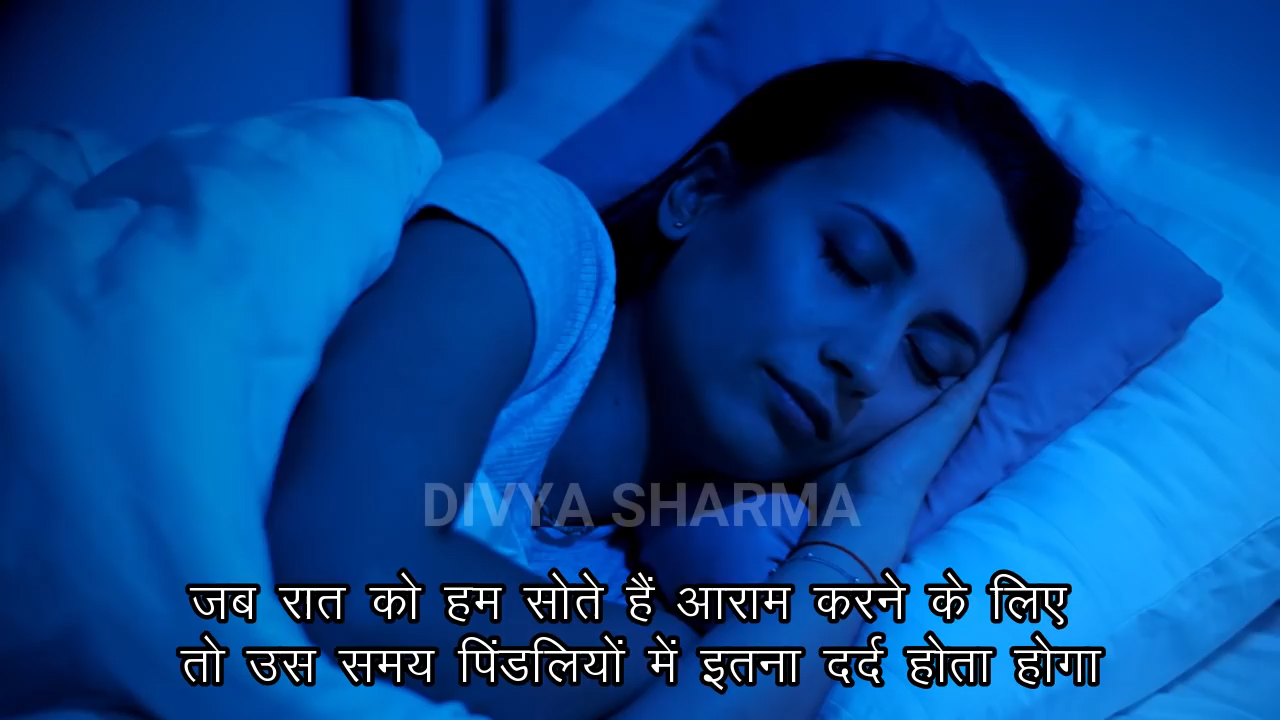 DIVYA SHARMA
जब रात को हम सोते हैं आराम करने के लिए
तो उस समय पिंडलियों में इतना दर्द होता होगा